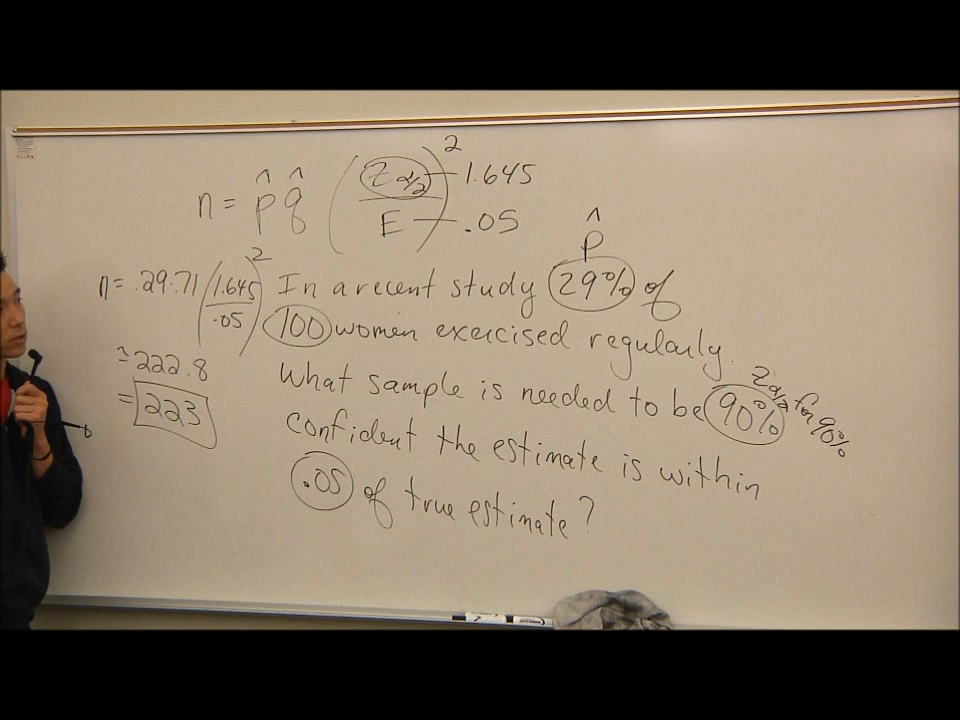 n = p̂ q̂ (Zα/2 / E)² 1.645
.05
p̂
n = .29 · .71 (1.645 / .05)²
≈ 222.8
= 223
In a recent study 29% of
100 women exercised regularly.
What sample is needed to be 90%
Zα/2 for 90%
confident the estimate is within
.05 of true estimate?